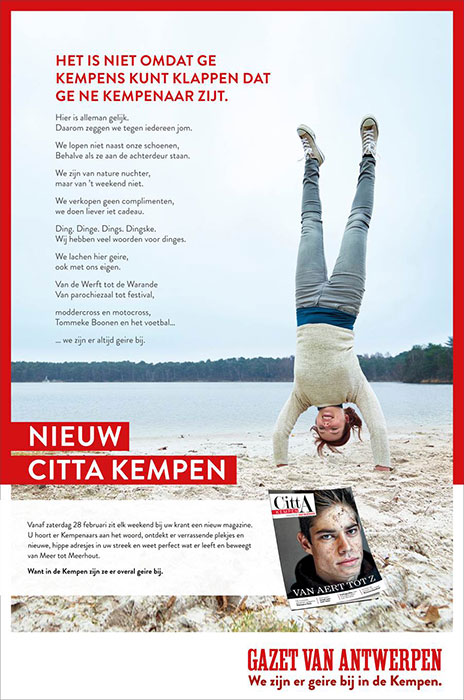 HET IS NIET OMDAT GE
KEMPENS KUNT KLAPPEN DAT
GE NE KEMPENAAR ZIJT.
Hier is alleman gelijk.
Daarom zeggen we tegen iedereen jom.
We lopen niet naast onze schoenen,
Behalve als ze aan de achterdeur staan.
We zijn van nature nuchter,
maar van 't weekend niet.
We verkopen geen complimenten,
we doen liever iet cadeau.
Ding. Dinge. Dings. Dingske.
Wij hebben veel woorden voor dinges.
We lachen hier geire,
ook met ons eigen.
Van de Werft tot de Warande
Van parochiezaal tot festival,
moddercross en motocross,
Tommeke Boonen en het voetbal...
... we zijn er altijd geire bij.
NIEUW
CITTA KEMPEN
Vanaf zaterdag 28 februari zit elk weekend bij uw krant een nieuw magazine.
U hoort er Kempenaars aan het woord, ontdekt er verrassende plekjes en
nieuwe, hippe adresjes in uw streek en weet perfect wat er leeft en beweegt
van Meer tot Meerhout.
Want in de Kempen zijn ze er overal geire bij.
CittA
KEMPEN
VAN AERT TOT Z
GAZET VAN ANTWERPEN
We zijn er geire bij in de Kempen.